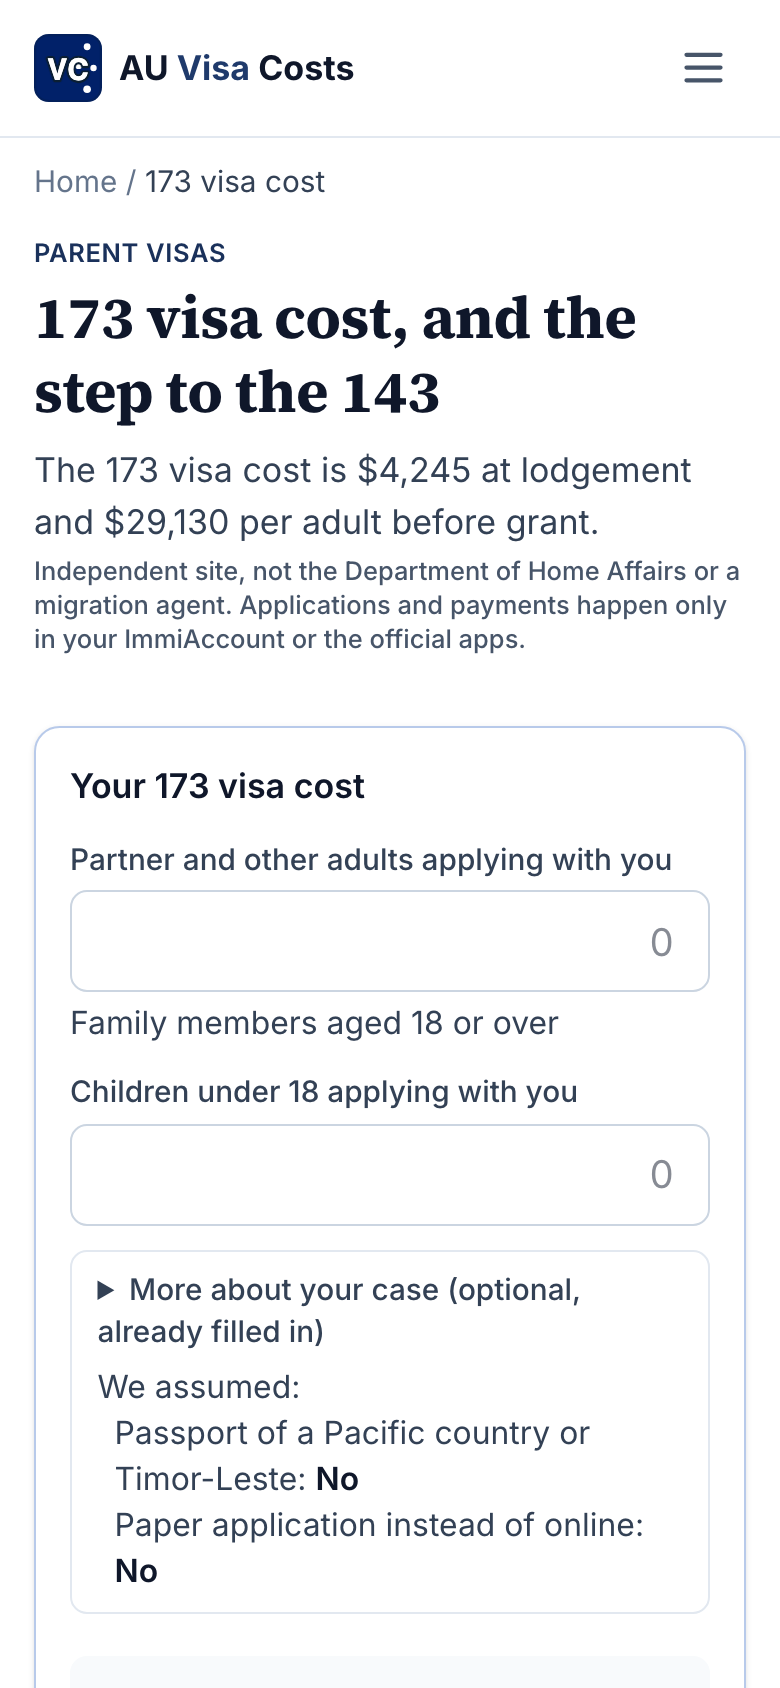 VC
AU Visa Costs
Home / 173 visa cost
PARENT VISAS
173 visa cost, and the
step to the 143
The 173 visa cost is $4,245 at lodgement
and $29,130 per adult before grant.
Independent site, not the Department of Home Affairs or a
migration agent. Applications and payments happen only
in your ImmiAccount or the official apps.
Your 173 visa cost
Partner and other adults applying with you
0
Family members aged 18 or over
Children under 18 applying with you
0
▶ More about your case (optional,
already filled in)
We assumed:
Passport of a Pacific country or
Timor-Leste: No
Paper application instead of online:
No